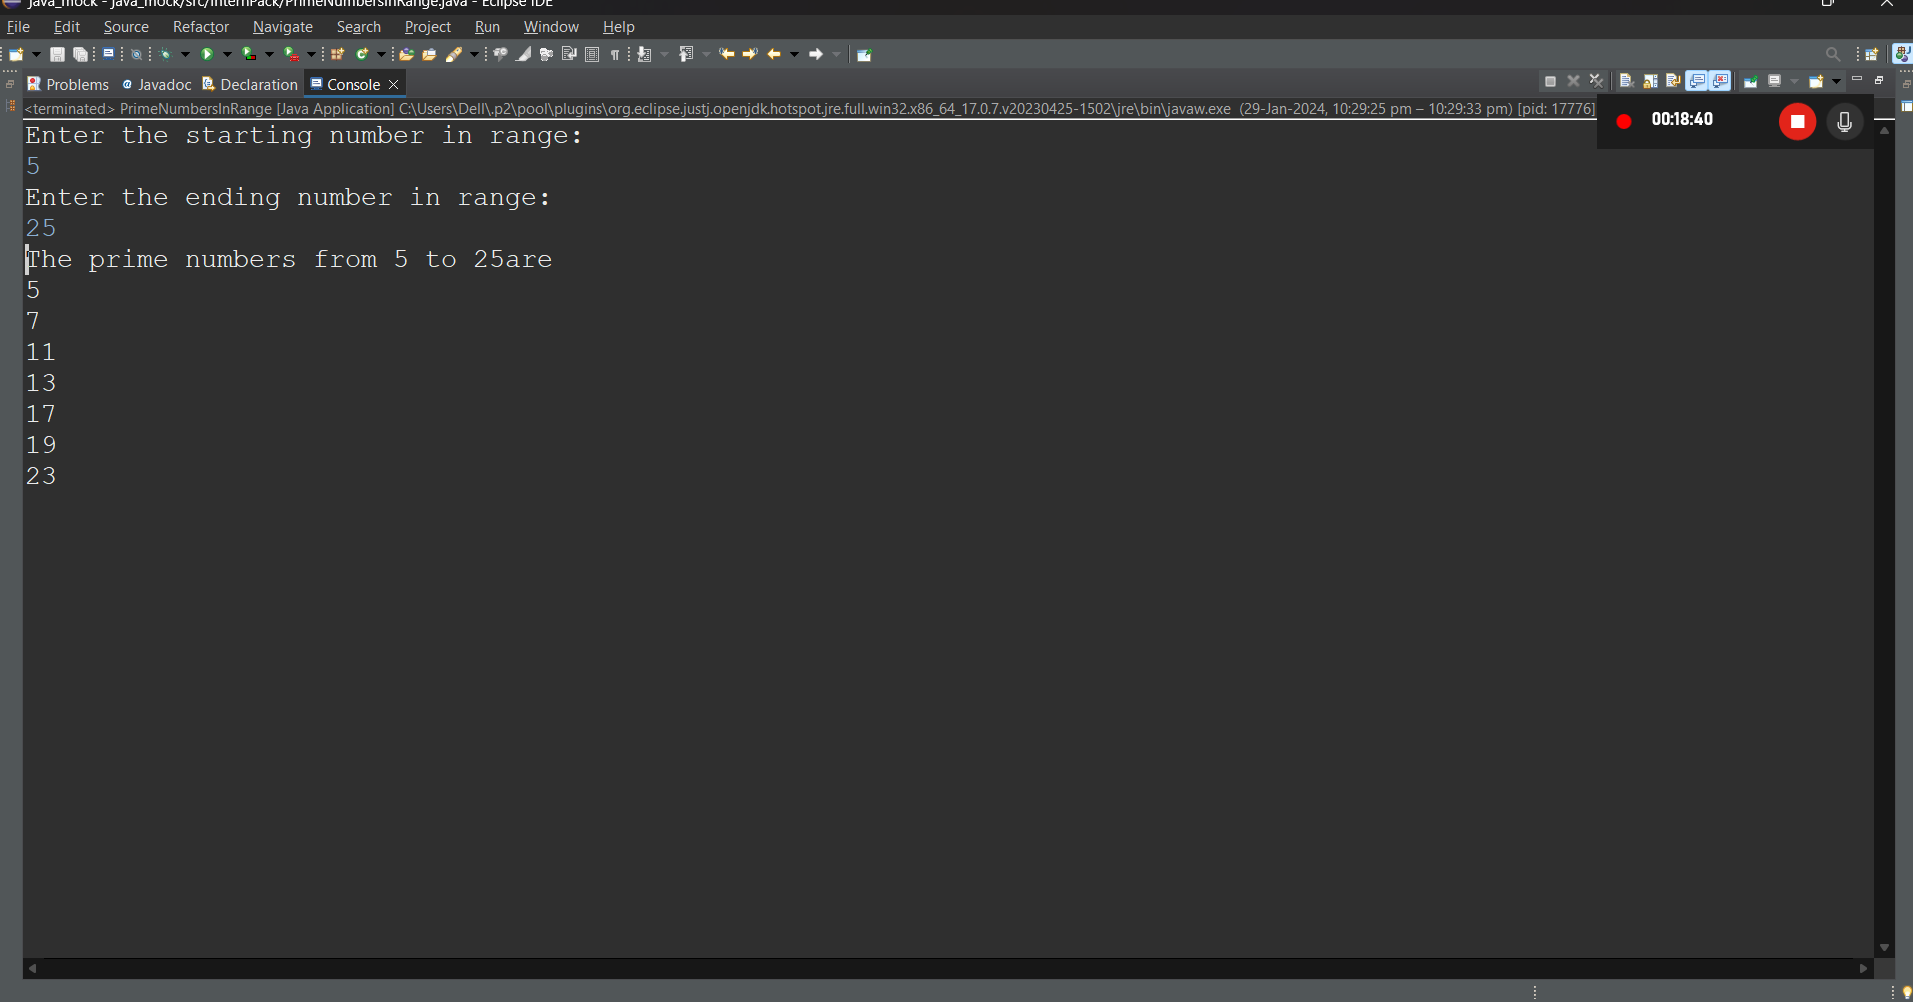 java_mock - java_mock/src/InternPack/PrimeNumbersInRange.java - Eclipse IDE
File Edit Source Refactor Navigate Search Project Run Window Help
Problems @ Javadoc Declaration Console
<terminated> PrimeNumbersInRange [Java Application] C:\Users\Dell\.p2\pool\plugins\org.eclipse.justj.openjdk.hotspot.jre.full.win32.x86_64_17.0.7.v20230425-1502\jre\bin\javaw.exe (29-Jan-2024, 10:29:25 pm – 10:29:33 pm) [pid: 17776]
00:18:40
Enter the starting number in range:
5
Enter the ending number in range:
25
The prime numbers from 5 to 25are
5
7
11
13
17
19
23